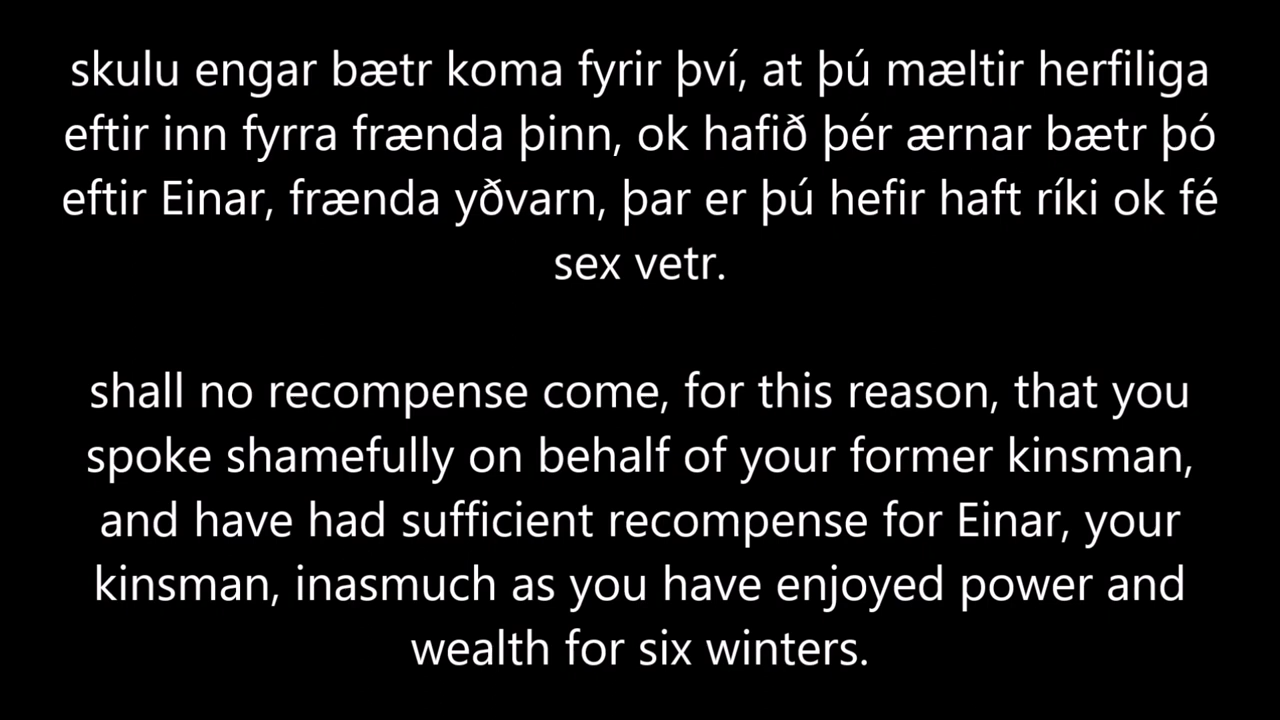 skulu engar bætr koma fyrir því, at þú mæltir herfiliga
eftir inn fyrra frænda þinn, ok hafið þér ærnar bætr þó
eftir Einar, frænda yðvarn, þar er þú hefir haft ríki ok fé
sex vetr.
shall no recompense come, for this reason, that you
spoke shamefully on behalf of your former kinsman,
and have had sufficient recompense for Einar, your
kinsman, inasmuch as you have enjoyed power and
wealth for six winters.